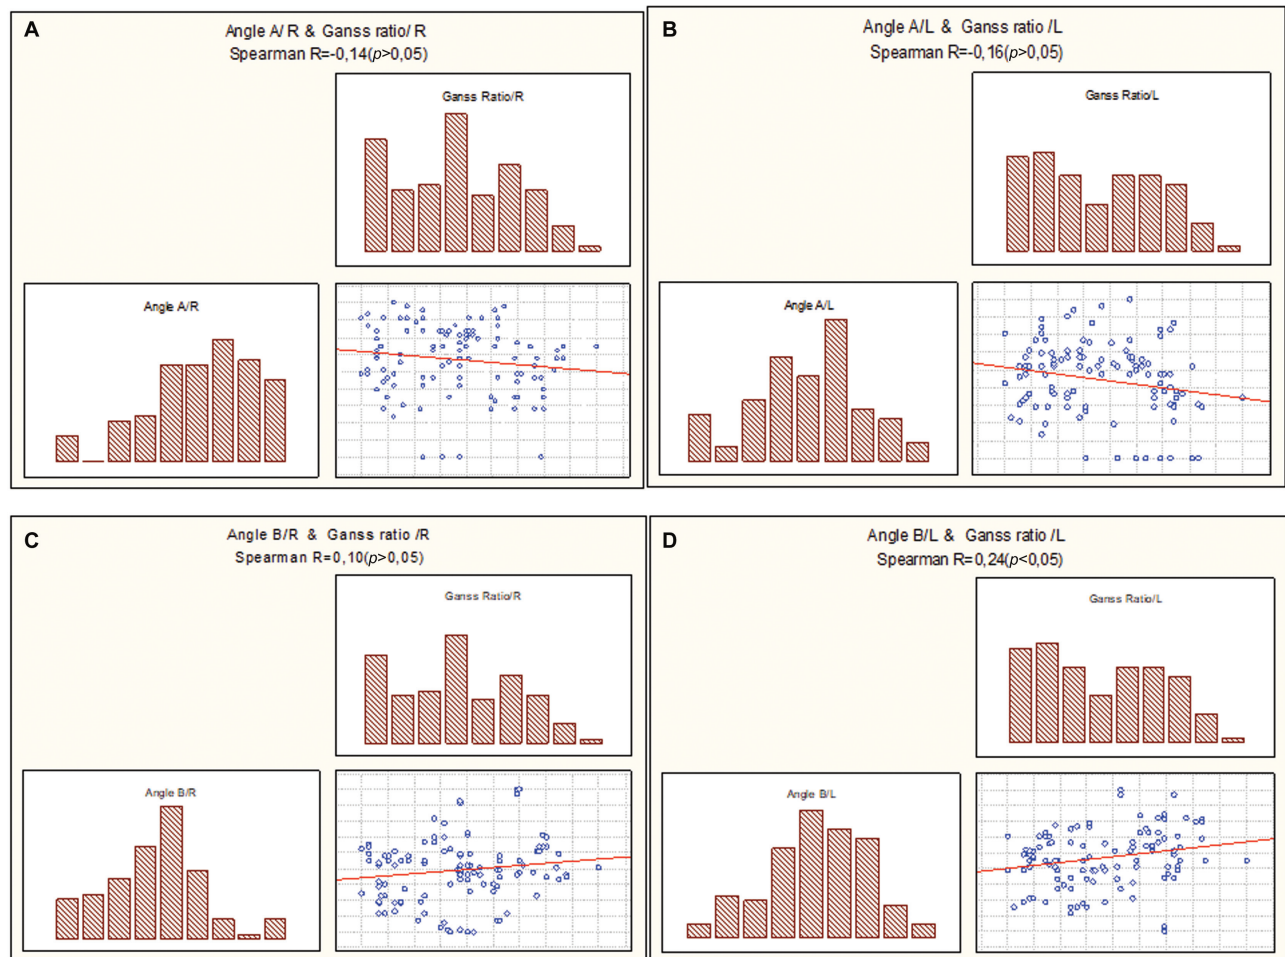 A
Angle A/ R & Ganss ratio/ R
Spearman R=-0,14(p>0,05)
Ganss Ratio/R
Angle A/R
B
Angle A/L & Ganss ratio /L
Spearman R=-0,16(p>0,05)
Ganss Ratio/L
Angle A/L
C
Angle B/R & Ganss ratio /R
Spearman R=0,10(p>0,05)
Ganss Ratio/R
Angle B/R
D
Angle B/L & Ganss ratio /L
Spearman R=0,24(p<0,05)
Ganss Ratio/L
Angle B/L